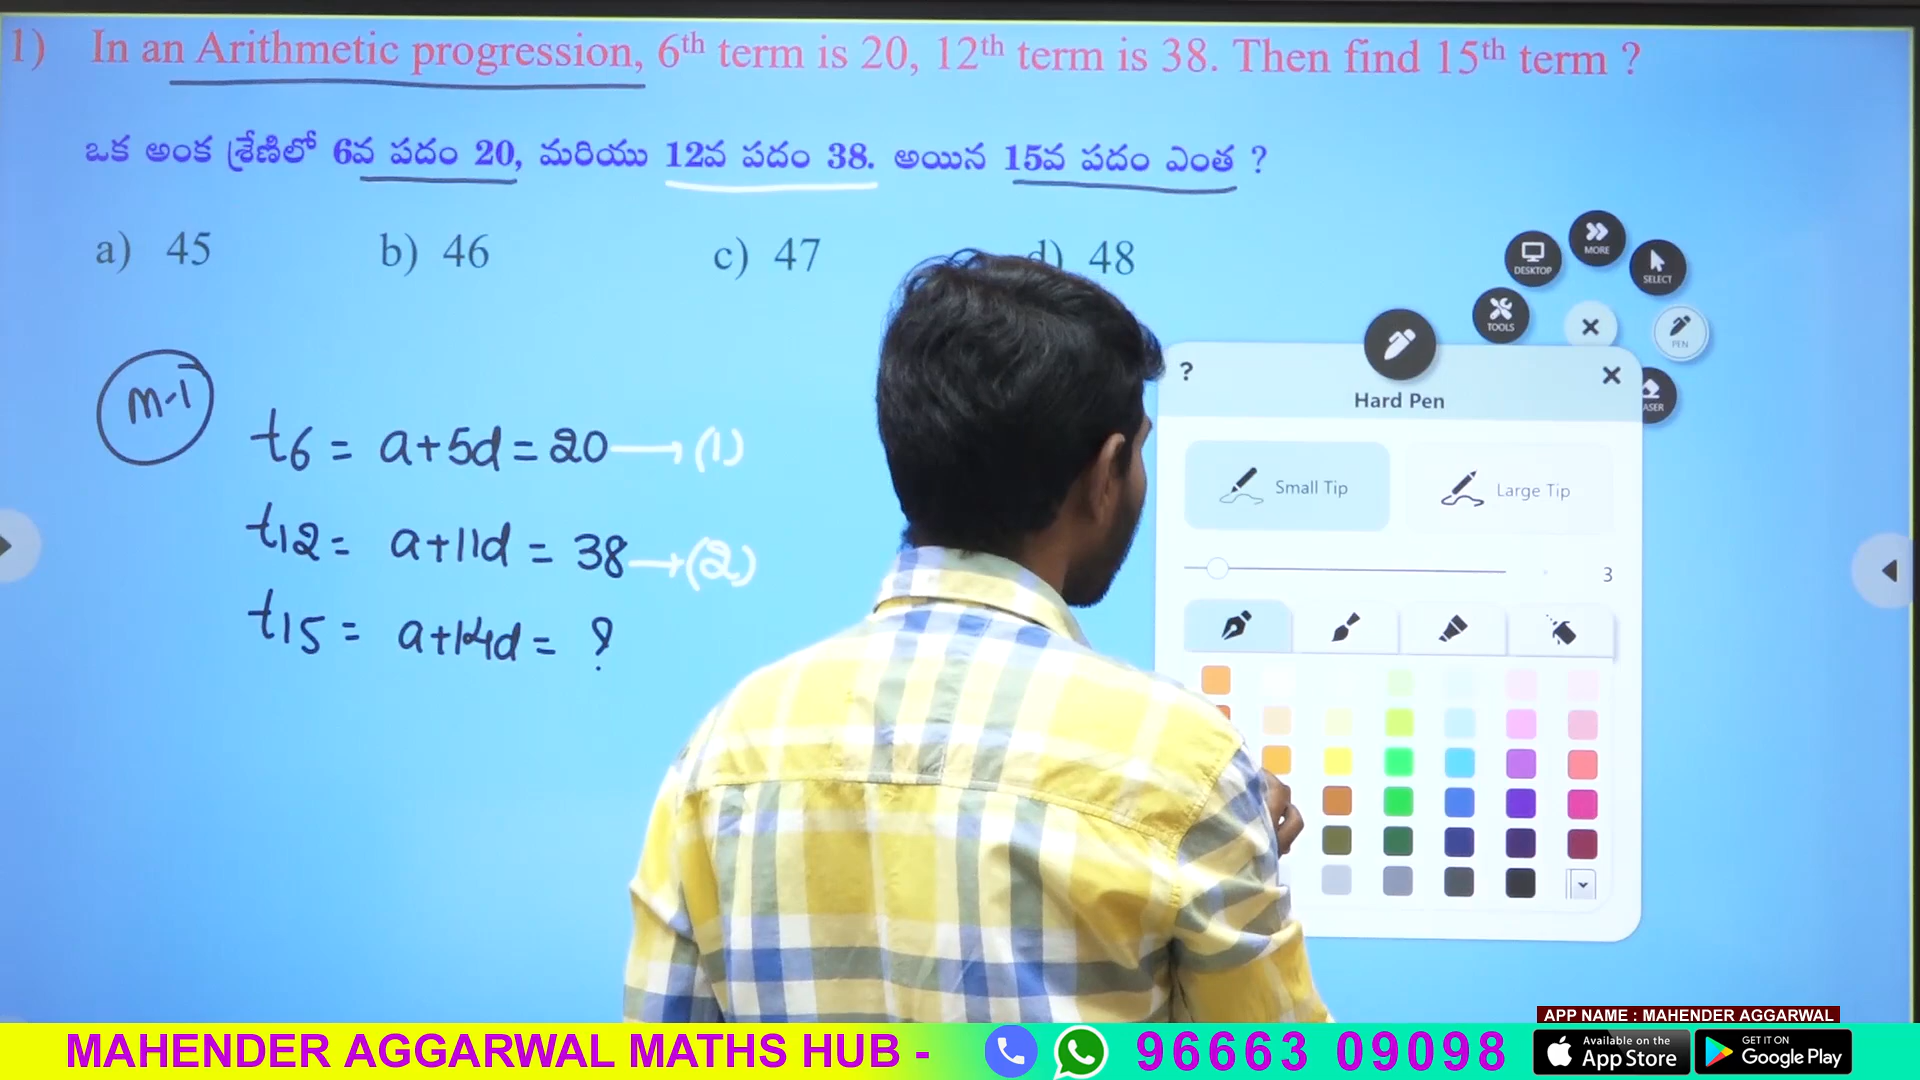 1) In an Arithmetic progression, 6th term is 20, 12th term is 38. Then find 15th term ?
ఒక అంక శ్రేణిలో 6వ పదం 20, మరియు 12వ పదం 38. అయిన 15వ పదం ఎంత ?
a) 45 b) 46 c) 47 d) 48
M-1
t6 = a+5d = 20 → (1)
t12 = a+11d = 38 → (2)
t15 = a+14d = ?
DESKTOP
MORE
SELECT
TOOLS
PEN
ASER
?
Hard Pen
Small Tip Large Tip
3
APP NAME : MAHENDER AGGARWAL
MAHENDER AGGARWAL MATHS HUB - 96663 09098
Available on the App Store
GET IT ON Google Play